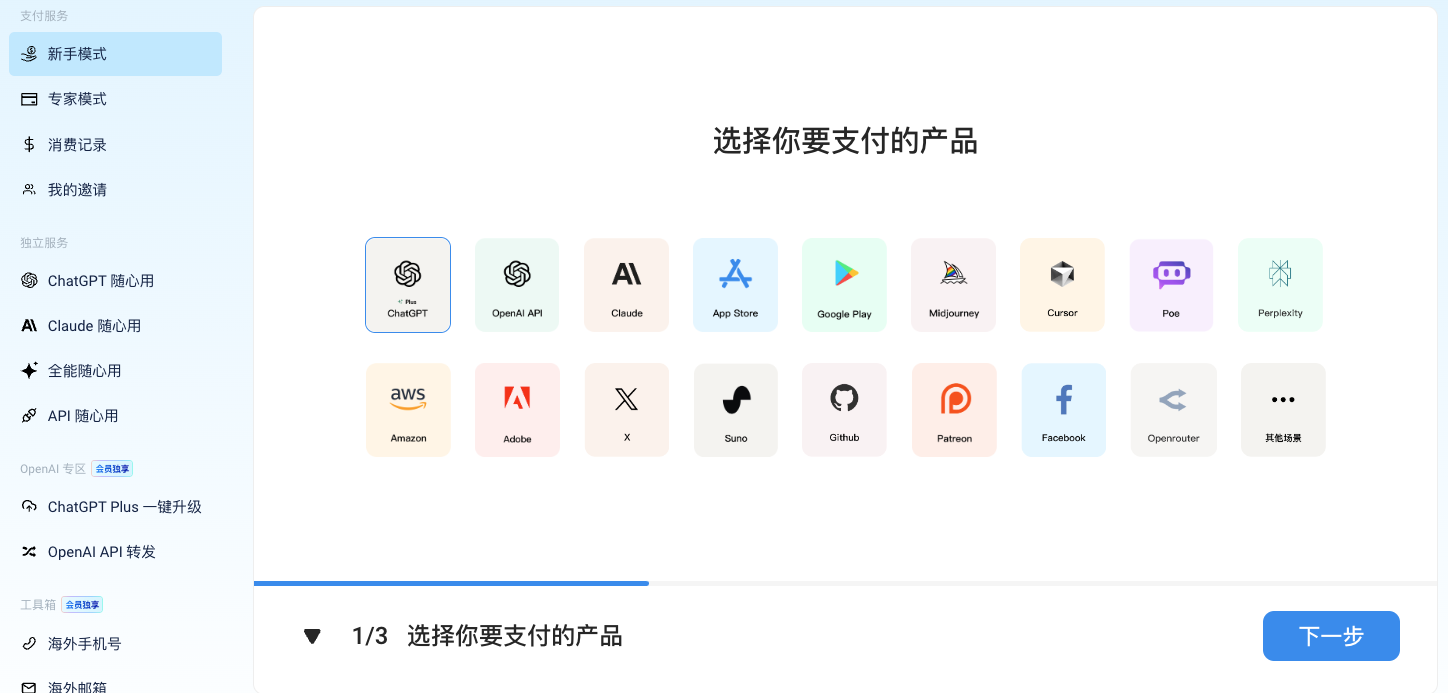 支付服务
新手模式
专家模式
消费记录
我的邀请
独立服务
ChatGPT 随心用
Claude 随心用
全能随心用
API 随心用
OpenAI 专区 会员独享
ChatGPT Plus 一键升级
OpenAI API 转发
工具箱 会员独享
海外手机号
海外邮箱
选择你要支付的产品
Plus
ChatGPT
OpenAI API
Claude
App Store
Google Play
Midjourney
Cursor
Poe
Perplexity
aws
Amazon
Adobe
X
Suno
Github
Patreon
Facebook
Openrouter
其他场景
1/3 选择你要支付的产品
下一步